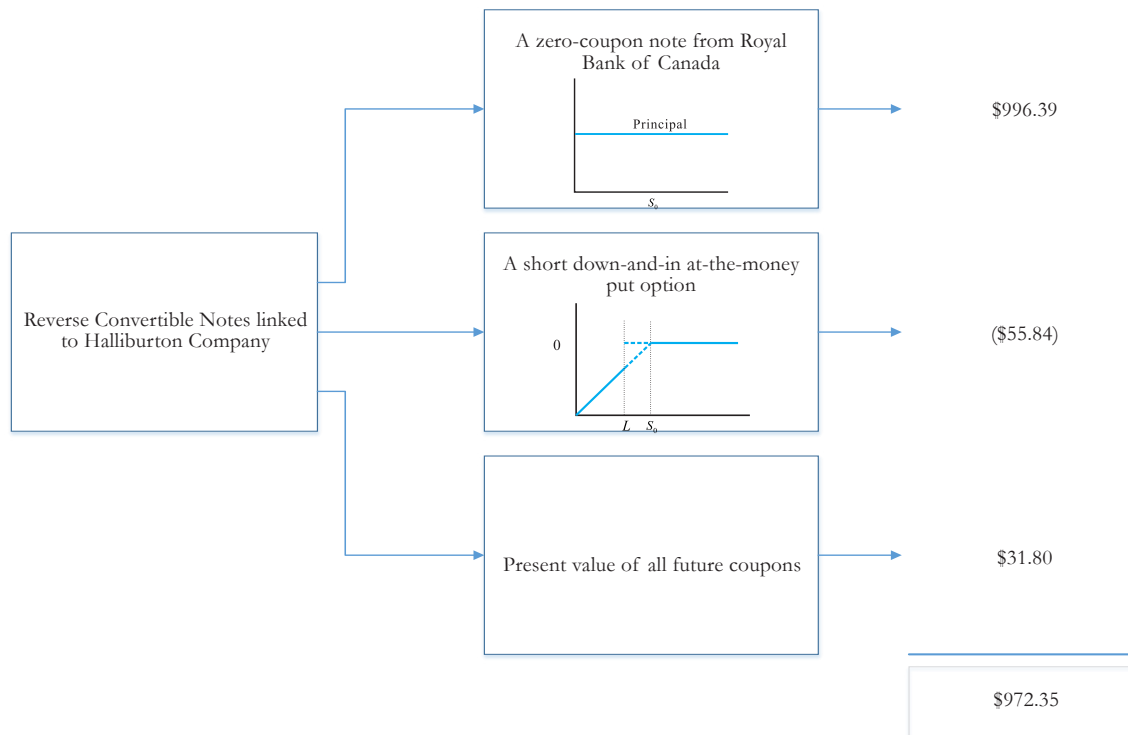 A zero-coupon note from Royal
Bank of Canada
Principal
S₀
$996.39
Reverse Convertible Notes linked
to Halliburton Company
A short down-and-in at-the-money
put option
0
L S₀
($55.84)
Present value of all future coupons
$31.80
$972.35